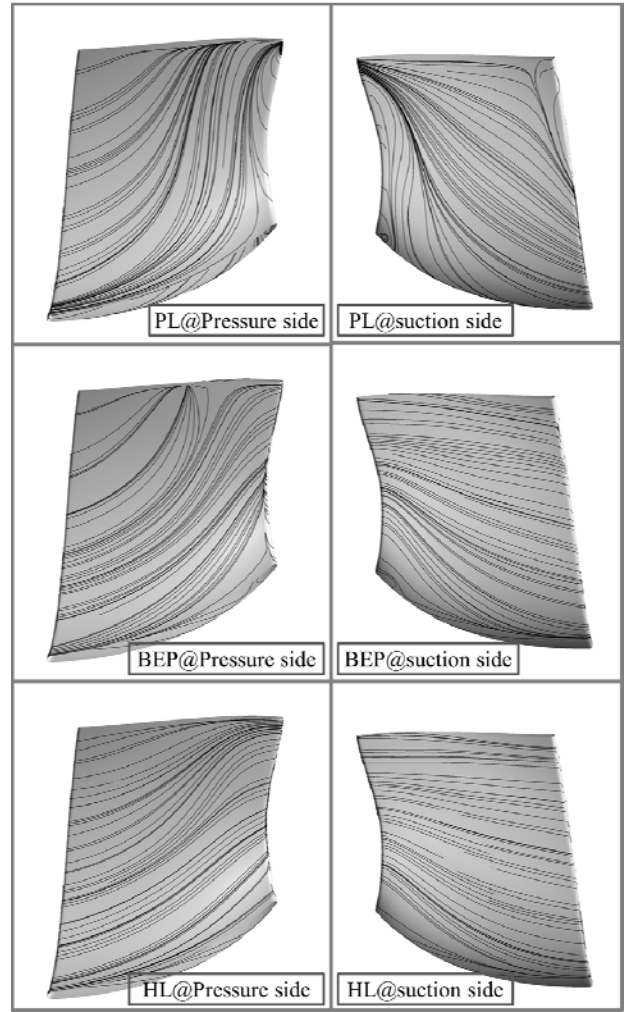 PL@Pressure side
PL@suction side
BEP@Pressure side
BEP@suction side
HL@Pressure side
HL@suction side